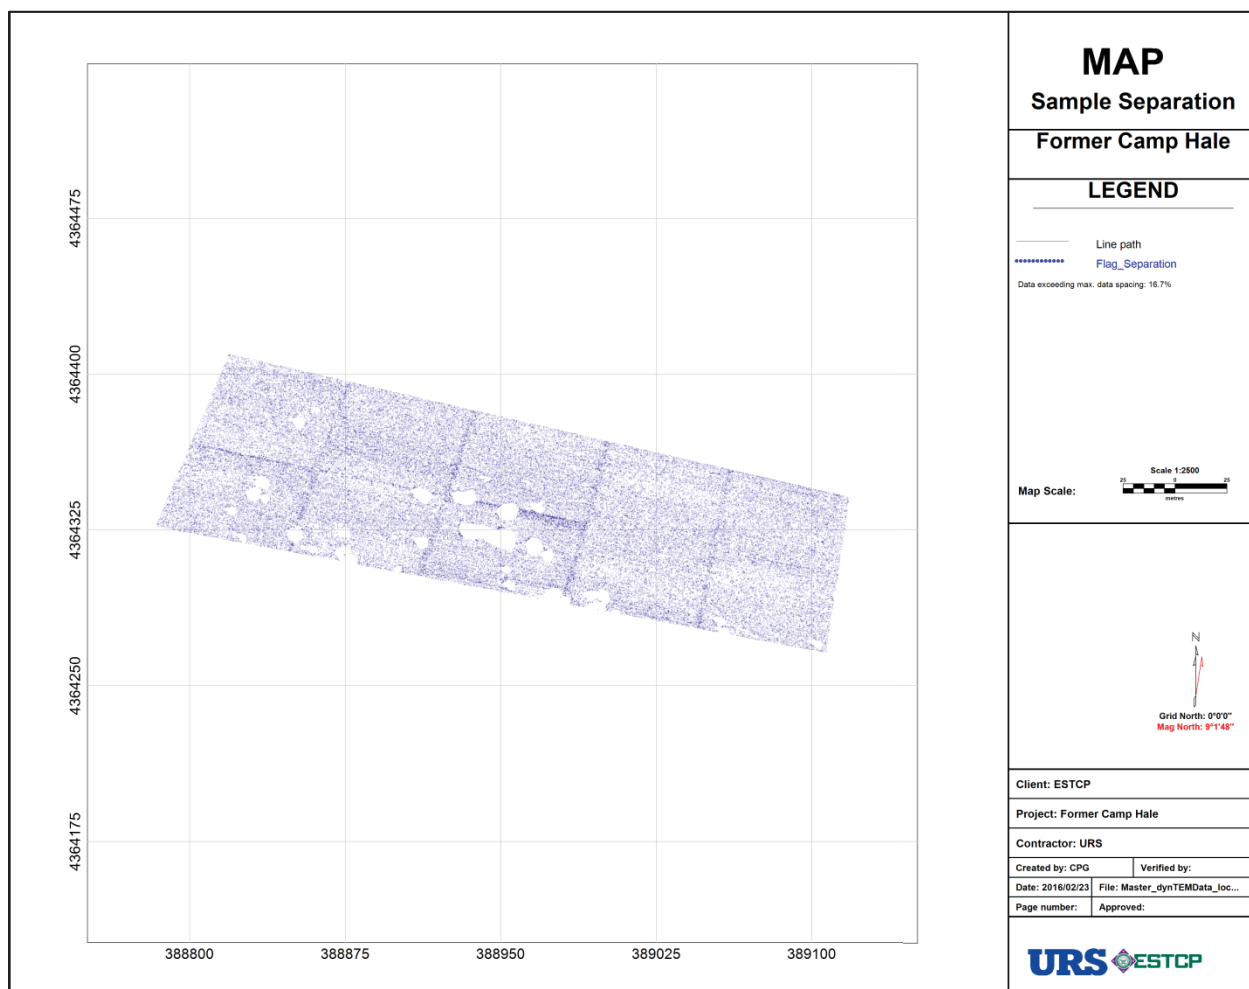 MAP
Sample Separation
Former Camp Hale
LEGEND
Line path
Flag_Separation
Data exceeding max. data spacing: 16.7%
Scale 1:2500
25 0 25
Map Scale:
metres
N
Grid North: 0°0'0"
Mag North: 9°1'48"
Client: ESTCP
Project: Former Camp Hale
Contractor: URS
Created by: CPG Verified by:
Date: 2016/02/23 File: Master_dynTEMData_loc...
Page number: Approved:
URS ESTCP
4364475
4364400
4364325
4364250
4364175
388800 388875 388950 389025 389100